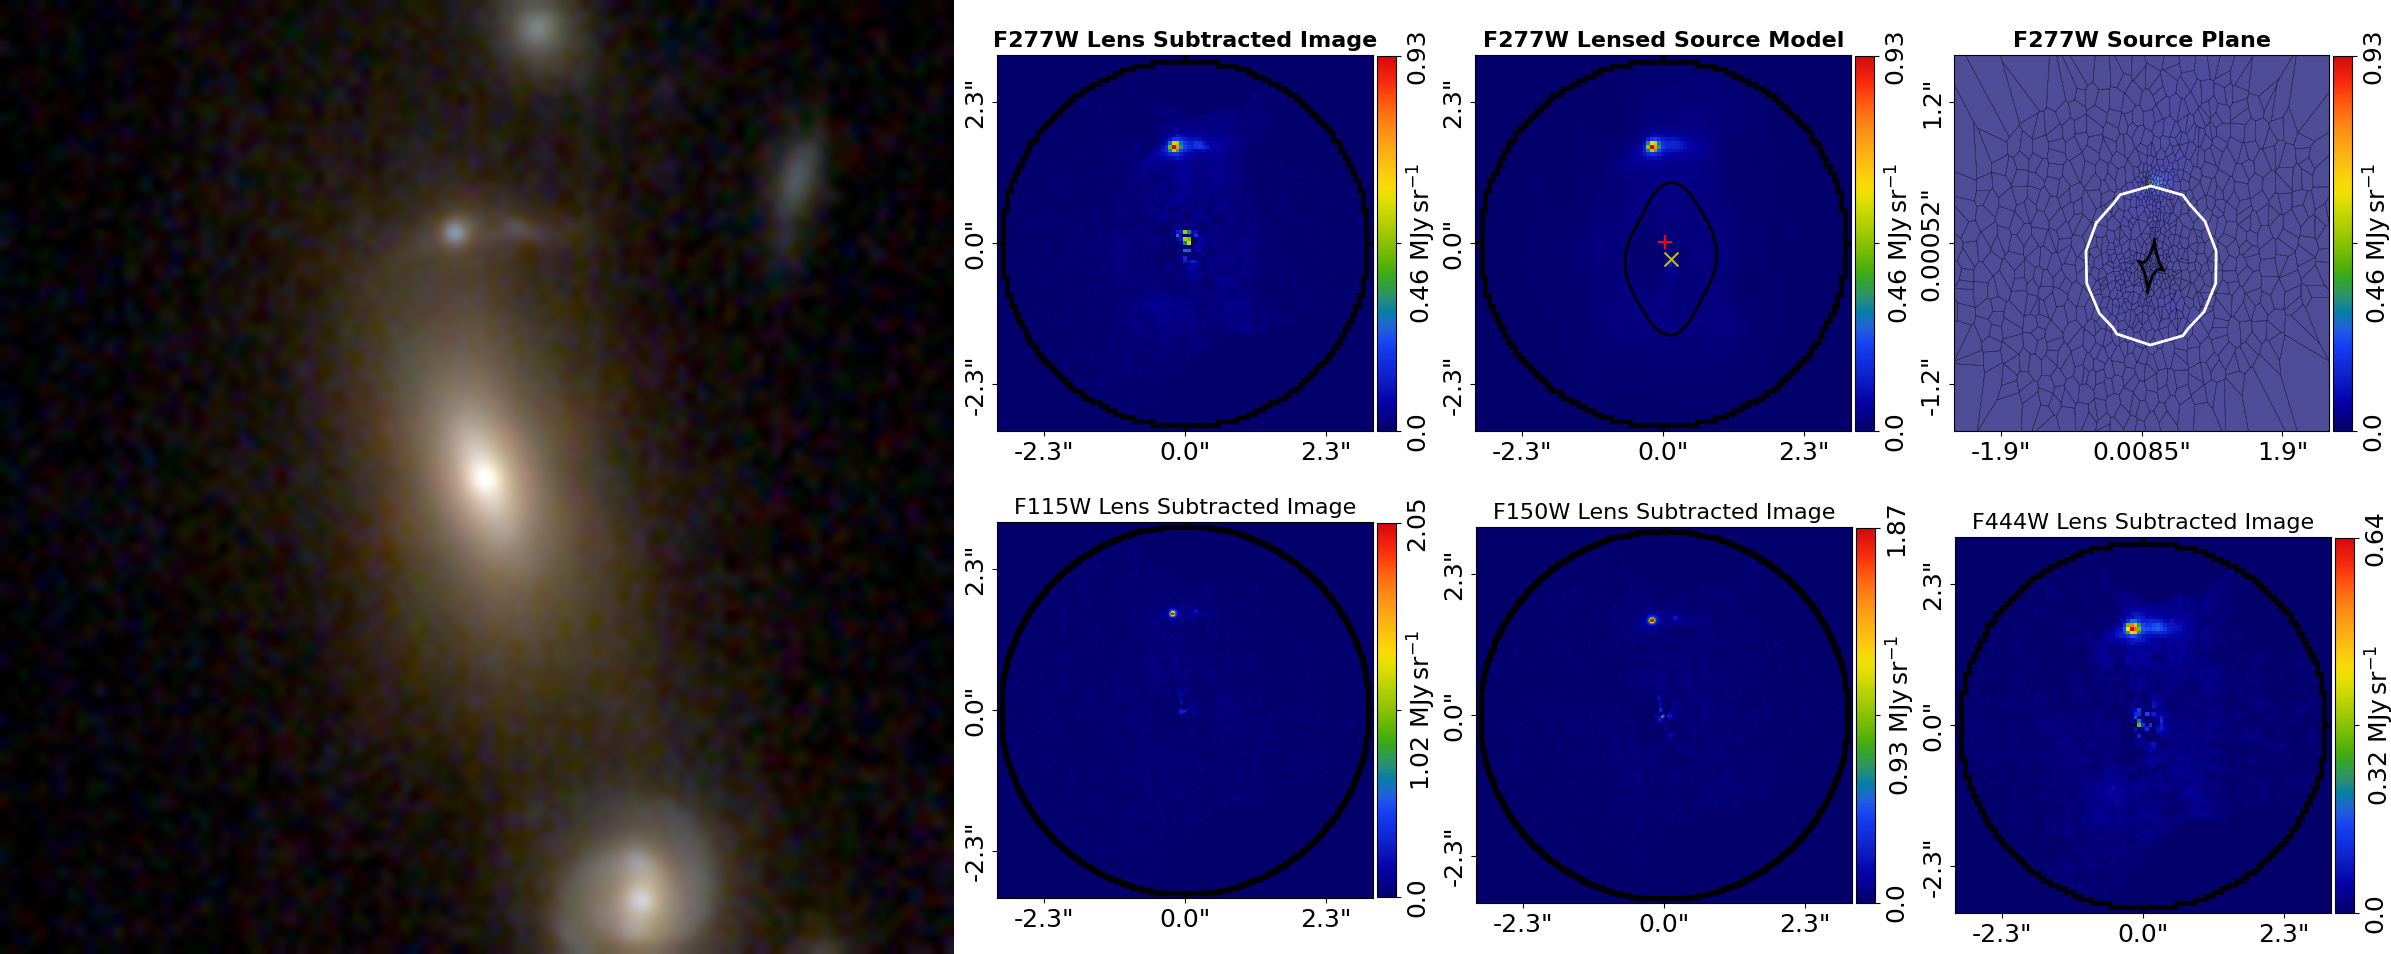 F277W Lens Subtracted Image
2.3"
0.0"
-2.3"
-2.3" 0.0" 2.3"
0.93
0.46 MJy sr⁻¹
0.0
F277W Lensed Source Model
2.3"
0.0"
-2.3"
-2.3" 0.0" 2.3"
0.93
0.46 MJy sr⁻¹
0.0
F277W Source Plane
1.2"
0.00052"
-1.2"
-1.9" 0.0085" 1.9"
0.93
0.46 MJy sr⁻¹
0.0
F115W Lens Subtracted Image
2.3"
0.0"
-2.3"
-2.3" 0.0" 2.3"
2.05
1.02 MJy sr⁻¹
0.0
F150W Lens Subtracted Image
2.3"
0.0"
-2.3"
-2.3" 0.0" 2.3"
1.87
0.93 MJy sr⁻¹
0.0
F444W Lens Subtracted Image
2.3"
0.0"
-2.3"
-2.3" 0.0" 2.3"
0.64
0.32 MJy sr⁻¹
0.0